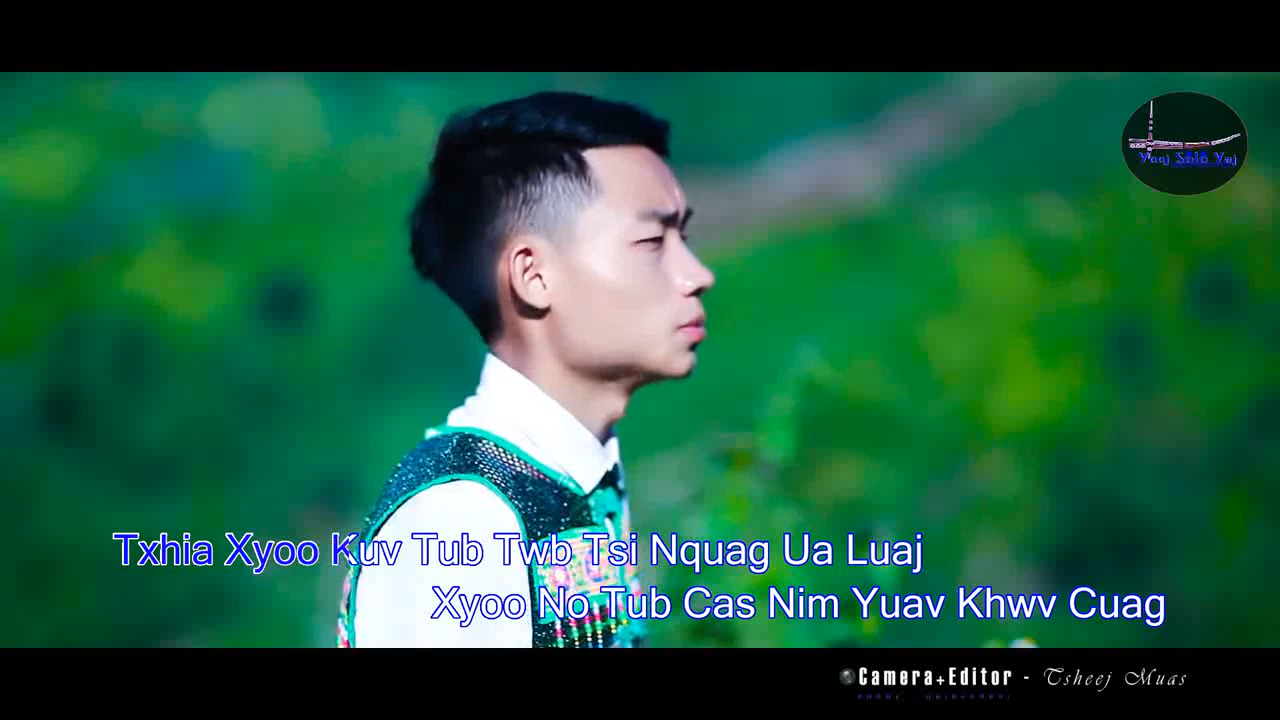 Txhia Xyoo Kuv Tub Twb Tsi Nquag Ua Luaj
Xyoo No Tub Cas Nim Yuav Khwv Cuag
Camera+Editor - Tsheej Muas